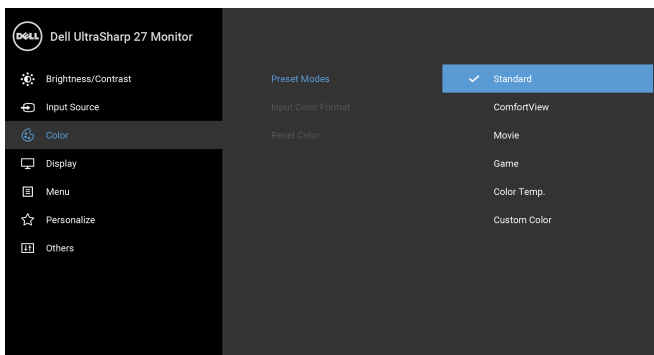 DELL Dell UltraSharp 27 Monitor
Brightness/Contrast Preset Modes Standard
Input Source Input Color Format ComfortView
Color Reset Color Movie
Display Game
Menu Color Temp.
Personalize Custom Color
Others